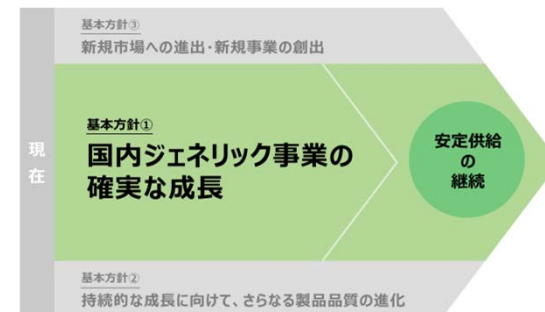 基本方針③
新規市場への進出・新規事業の創出
現
在
基本方針①
国内ジェネリック事業の
確実な成長
安定供給
の
継続
基本方針②
持続的な成長に向けて、さらなる製品品質の進化